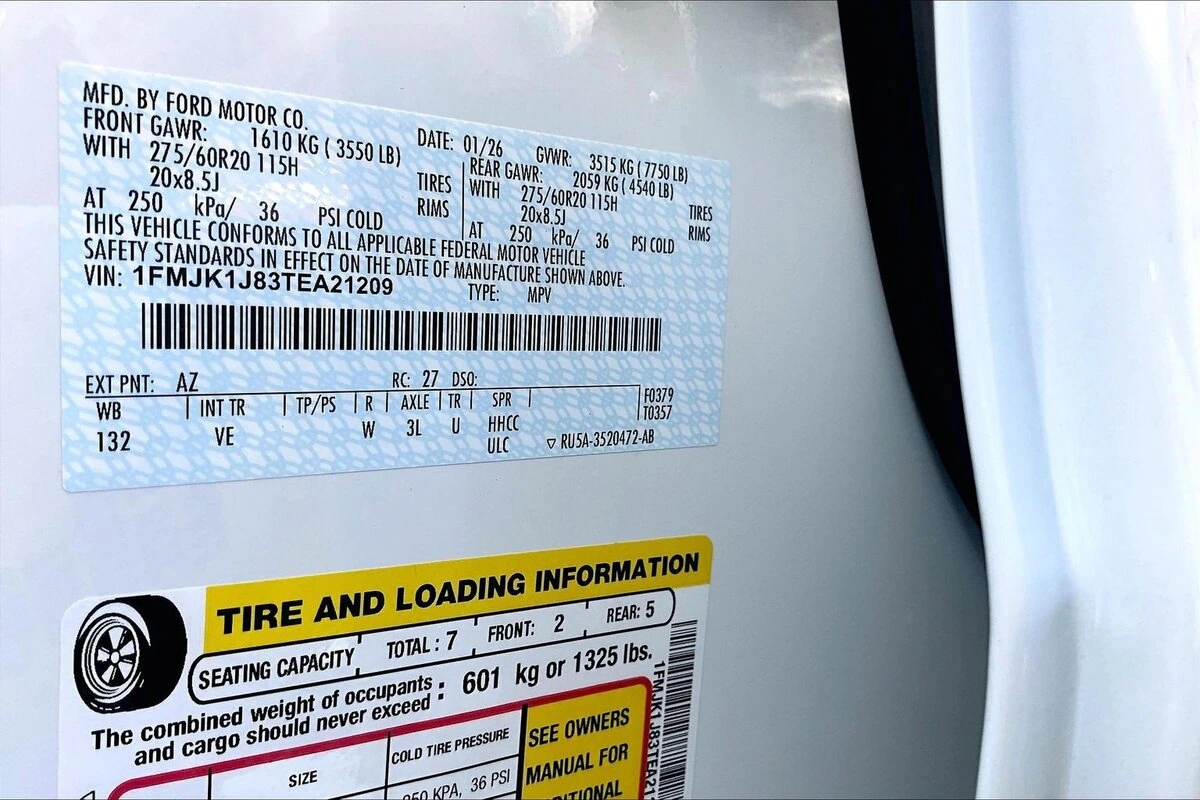 MFD. BY FORD MOTOR CO.
DATE: 01/26 GVWR: 3515 KG ( 7750 LB)
FRONT GAWR: 1610 KG ( 3550 LB)
REAR GAWR: 2059 KG ( 4540 LB)
WITH 275/60R20 115H TIRES
WITH 275/60R20 115H TIRES
20x8.5J RIMS
20x8.5J RIMS
AT 250 kPa/ 36 PSI COLD
AT 250 kPa/ 36 PSI COLD
THIS VEHICLE CONFORMS TO ALL APPLICABLE FEDERAL MOTOR VEHICLE
SAFETY STANDARDS IN EFFECT ON THE DATE OF MANUFACTURE SHOWN ABOVE.
VIN: 1FMJK1J83TEA21209 TYPE: MPV
EXT PNT: AZ RC: 27 DSO:
WB INT TR TP/PS R AXLE TR SPR F0379
T0357
132 VE W 3L U HHCC
ULC ▽ RU5A-3520472-AB
TIRE AND LOADING INFORMATION
SEATING CAPACITY TOTAL : 7 FRONT: 2 REAR: 5
The combined weight of occupants
and cargo should never exceed : 601 kg or 1325 lbs.
SIZE COLD TIRE PRESSURE
KPA, 36 PSI
SEE OWNERS
MANUAL FOR
1FMJK1J83TEA21